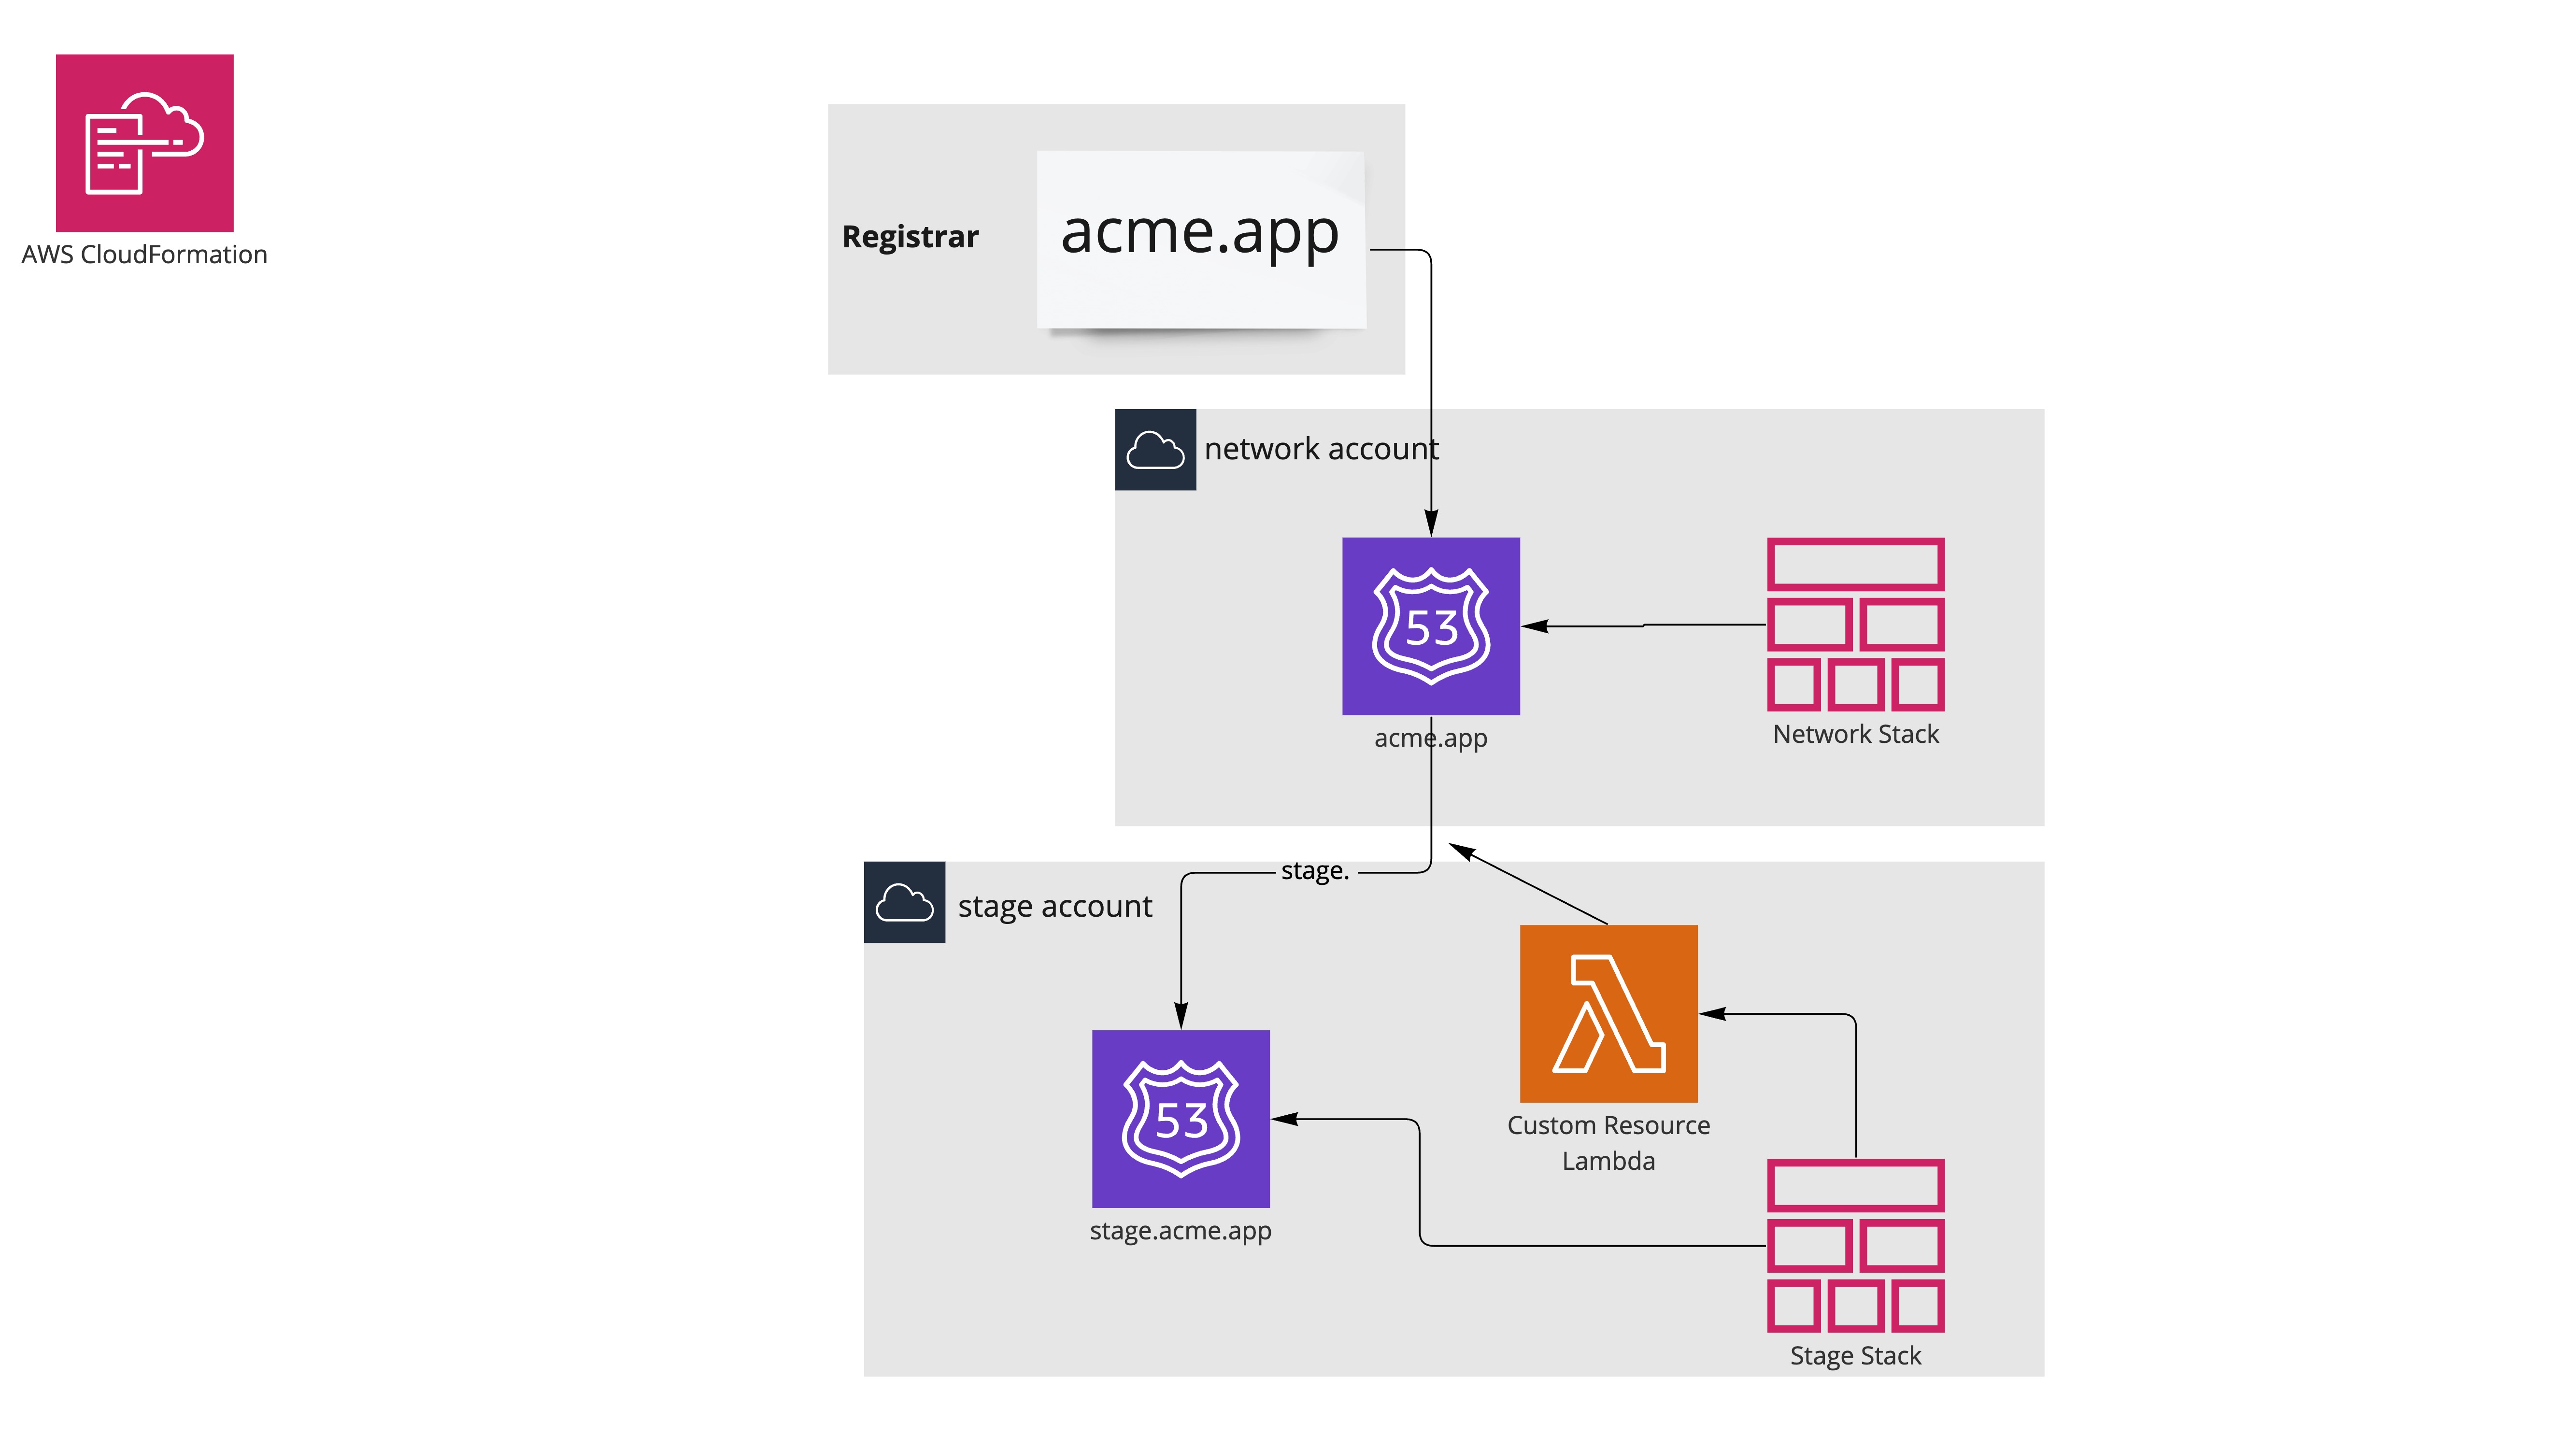 AWS CloudFormation
Registrar
acme.app
network account
53
acme.app
Network Stack
stage.
stage account
53
stage.acme.app
Custom Resource
Lambda
Stage Stack